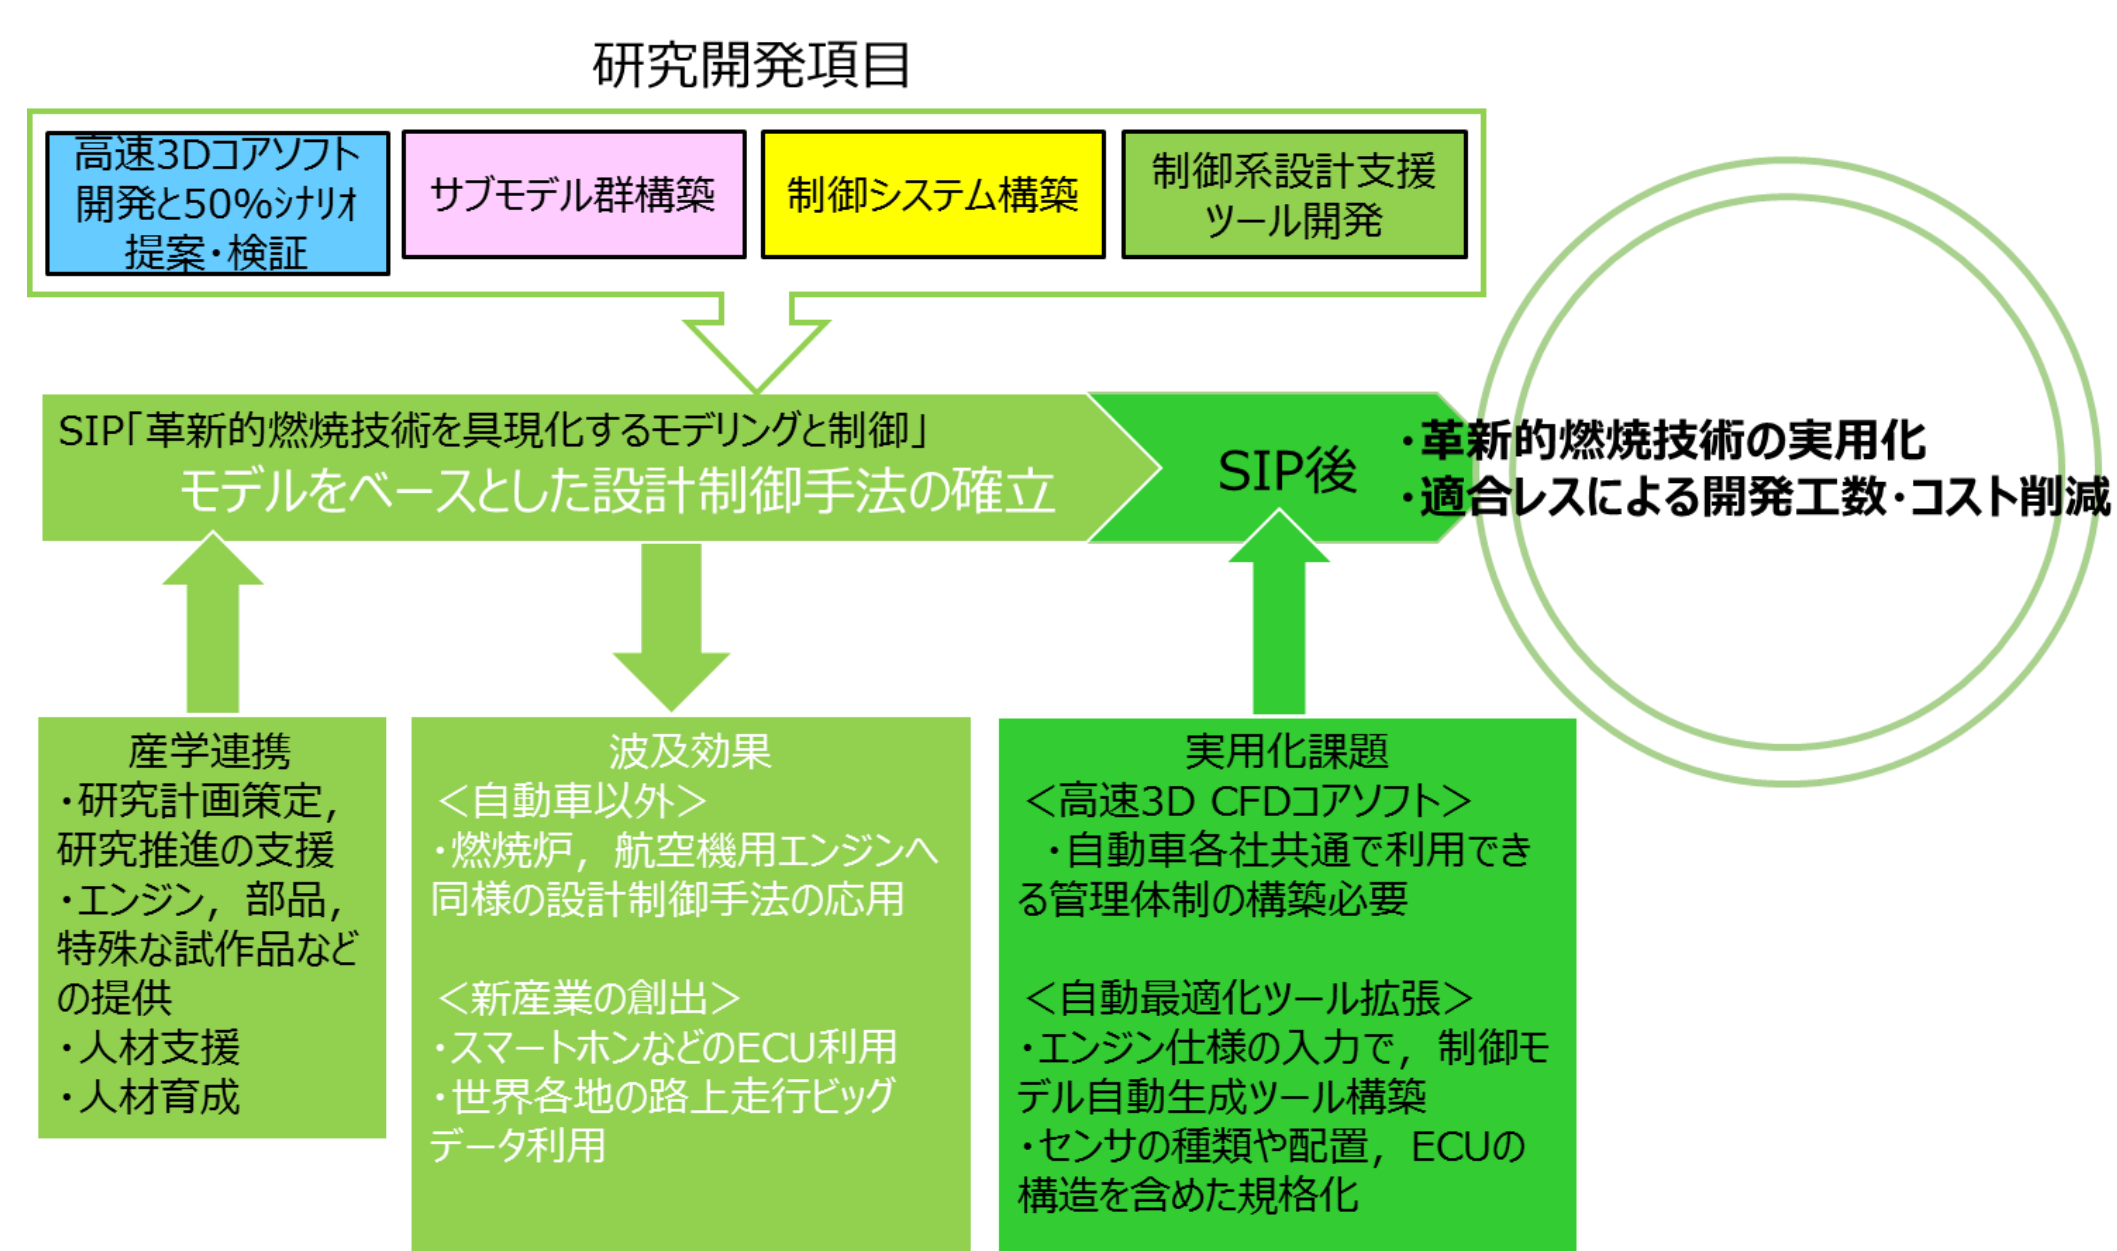 研究開発項目
高速3Dコアソフト
開発と50%ｼﾅﾘｵ
提案・検証
サブモデル群構築
制御システム構築
制御系設計支援
ツール開発
SIP「革新的燃焼技術を具現化するモデリングと制御」
モデルをベースとした設計制御手法の確立
SIP後
・革新的燃焼技術の実用化
・適合レスによる開発工数・コスト削減
産学連携
・研究計画策定，
研究推進の支援
・エンジン，部品，
特殊な試作品など
の提供
・人材支援
・人材育成
波及効果
＜自動車以外＞
・燃焼炉，航空機用エンジンへ
同様の設計制御手法の応用
＜新産業の創出＞
・スマートホンなどのECU利用
・世界各地の路上走行ビッグ
データ利用
実用化課題
＜高速3D CFDコアソフト＞
・自動車各社共通で利用でき
る管理体制の構築必要
＜自動最適化ツール拡張＞
・エンジン仕様の入力で，制御モ
デル自動生成ツール構築
・センサの種類や配置，ECUの
構造を含めた規格化